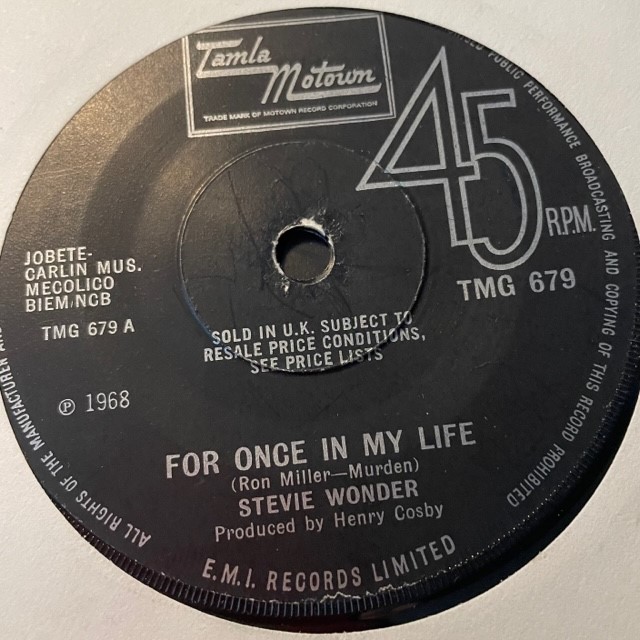 Tamla
Motown
TRADE MARK OF MOTOWN RECORD CORPORATION
45
R.P.M.
TMG 679
JOBETE-
CARLIN MUS.
MECOLICO
BIEM/NCB
TMG 679 A
℗ 1968
SOLD IN U.K. SUBJECT TO
RESALE PRICE CONDITIONS,
SEE PRICE LISTS
FOR ONCE IN MY LIFE
(Ron Miller—Murden)
STEVIE WONDER
Produced by Henry Cosby
E.M.I. RECORDS LIMITED
ALL RIGHTS OF THE MANUFACTURER
PUBLIC PERFORMANCE BROADCASTING AND COPYING OF THIS RECORD PROHIBITED